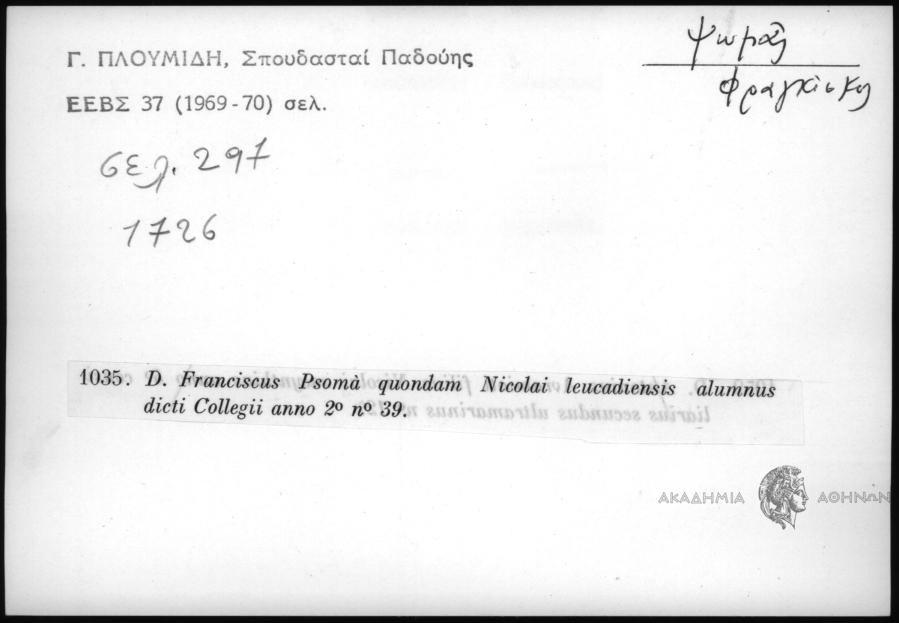 Γ. ΠΛΟΥΜΙΔΗ, Σπουδασταί Παδούης
ΕΕΒΣ 37 (1969-70) σελ.
Ψωμᾶς
Φραγκίσκος
σελ. 297
1726
1035. D. Franciscus Psomà quondam Nicolai leucadiensis alumnus
dicti Collegii anno 2º nº 39.
ΑΚΑΔΗΜΙΑ ΑΘΗΝΩΝ